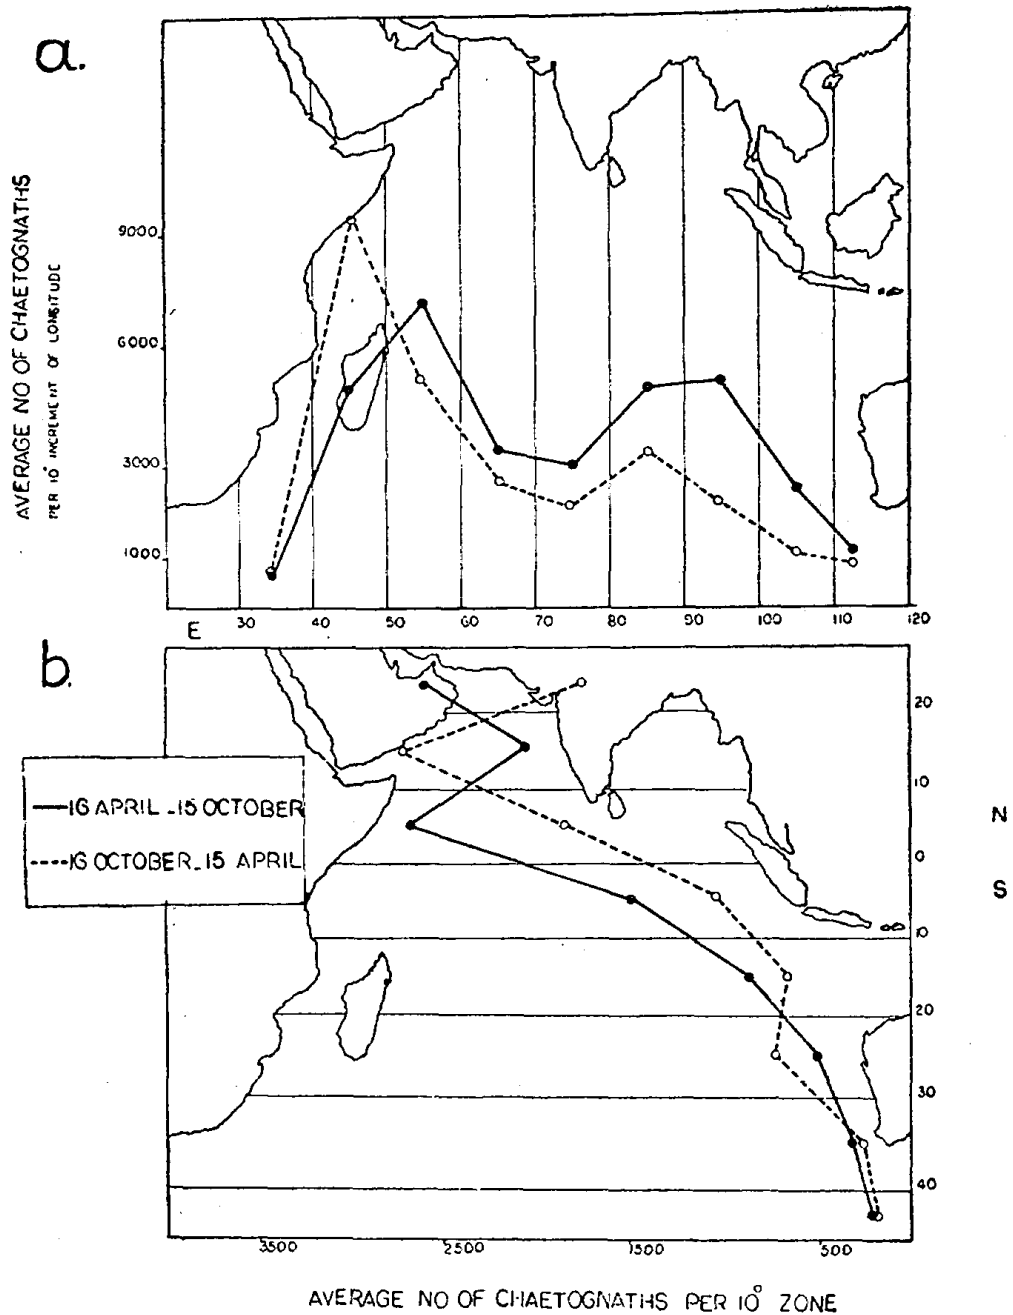 a.
AVERAGE NO OF CHAETOGNATHS
PER 10° INCREMENT OF LONGITUDE
9000
6000
3000
1000
E 30 40 50 60 70 80 90 100 110 120
b.
16 APRIL - 15 OCTOBER
16 OCTOBER - 15 APRIL
20
10
0
10
20
30
40
N
S
3500 2500 1500 500
AVERAGE NO OF CHAETOGNATHS PER 10° ZONE